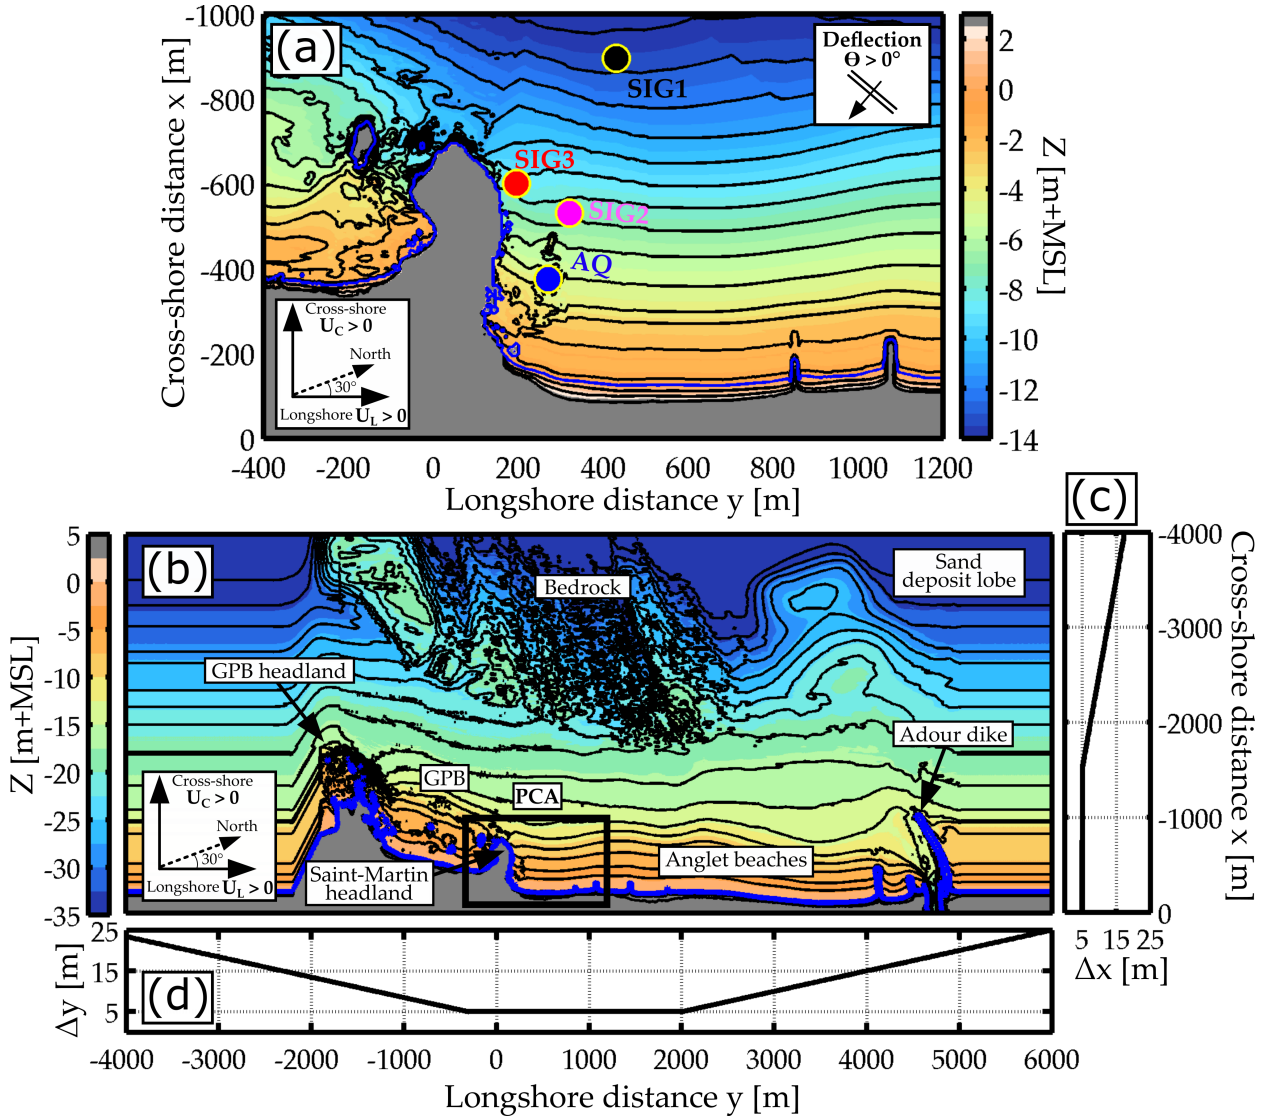 (a)
Cross-shore distance x [m]
-1000
-800
-600
-400
-200
0
-400
-200
0
200
400
600
800
1000
1200
Longshore distance y [m]
SIG1
SIG3
SIG2
AQ
Deflection
Θ > 0°
Cross-shore
U_C > 0
North
30°
Longshore U_L > 0
2
0
-2
-4
-6
-8
-10
-12
-14
Z [m+MSL]
(b)
Z [m+MSL]
5
0
-5
-10
-15
-20
-25
-30
-35
Bedrock
Sand
deposit lobe
GPB headland
GPB
PCA
Adour dike
Anglet beaches
Saint-Martin
headland
Cross-shore
U_C > 0
North
30°
Longshore U_L > 0
(c)
-4000
-3000
-2000
-1000
0
Cross-shore distance x [m]
5 15 25
Δx [m]
(d)
Δy [m]
25
15
5
-4000
-3000
-2000
-1000
0
1000
2000
3000
4000
5000
6000
Longshore distance y [m]